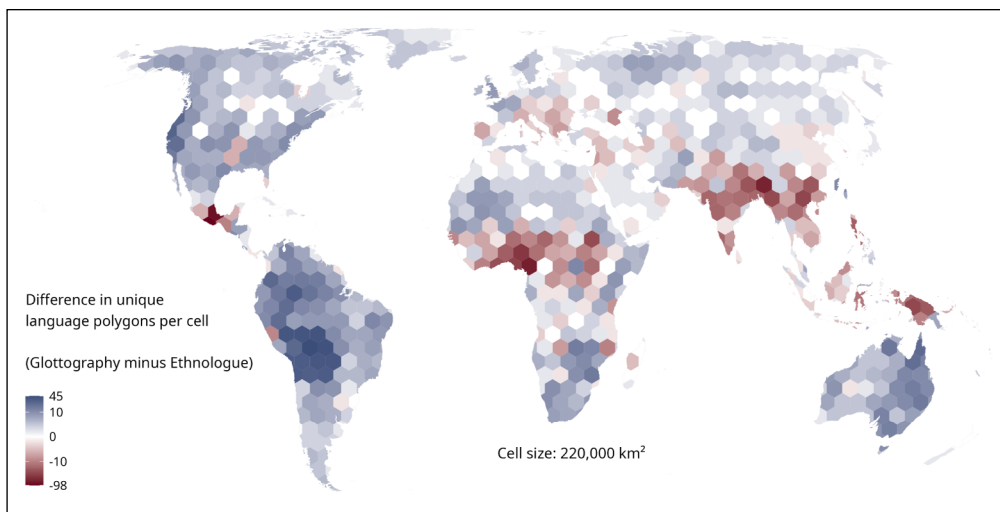 Difference in unique
language polygons per cell
(Glottography minus Ethnologue)
45
10
0
-10
-98
Cell size: 220,000 km²